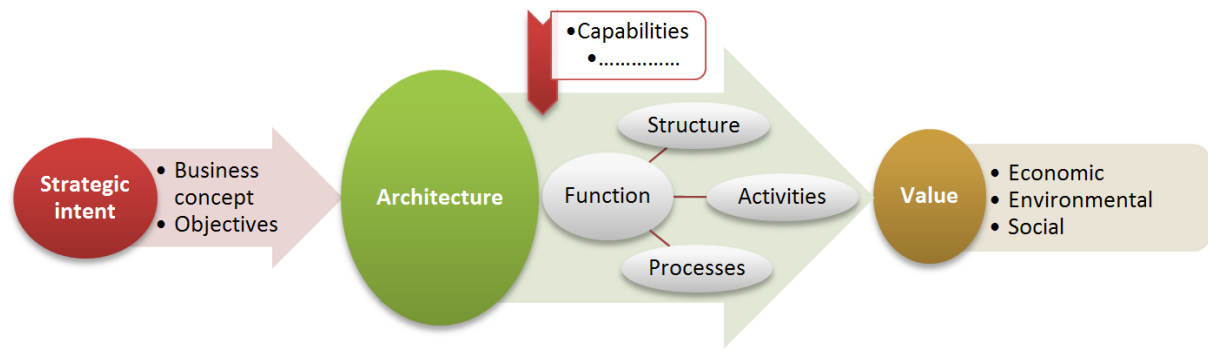 •Capabilities
•……………
Strategic
intent
• Business
concept
• Objectives
Architecture
Function
Structure
Activities
Processes
Value
• Economic
• Environmental
• Social